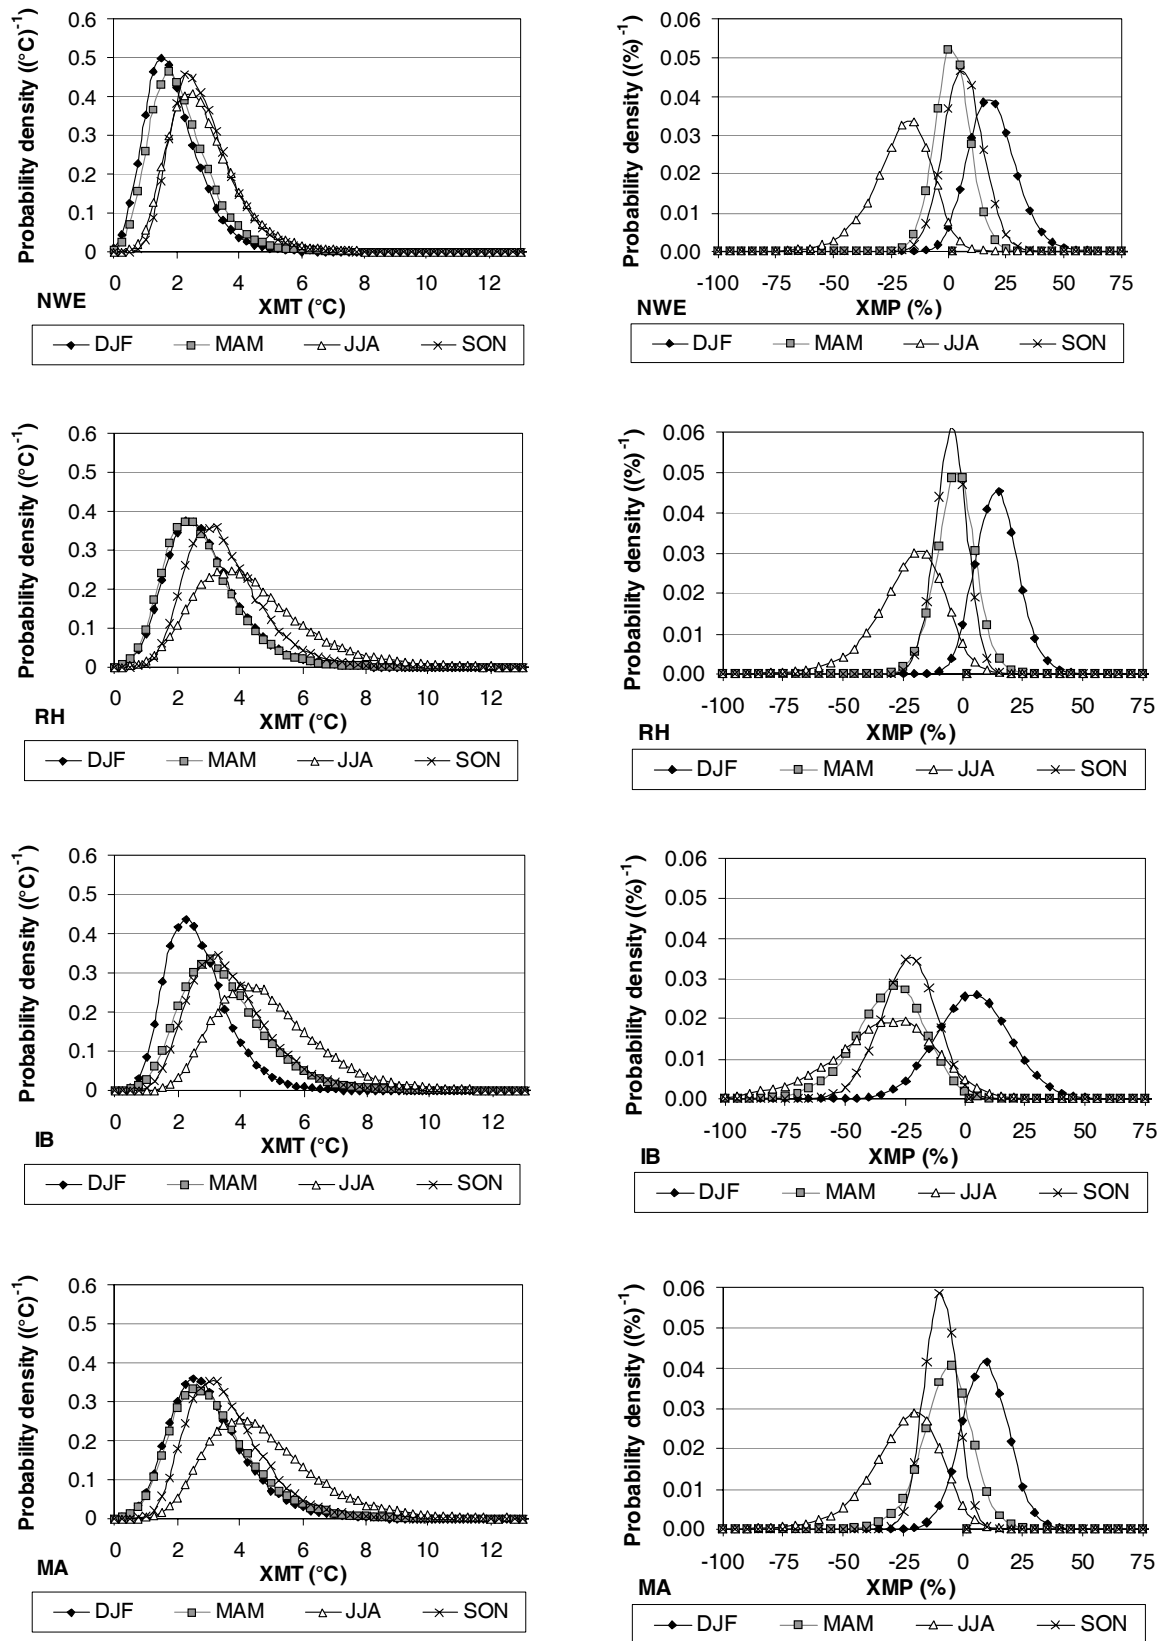 Probability density ((°C)⁻¹)
0.6
0.5
0.4
0.3
0.2
0.1
0
0 2 4 6 8 10 12
NWE
XMT (°C)
DJF MAM JJA SON
Probability density ((%)⁻¹)
0.06
0.05
0.04
0.03
0.02
0.01
0.00
-100 -75 -50 -25 0 25 50 75
NWE
XMP (%)
DJF MAM JJA SON
Probability density ((°C)⁻¹)
0.6
0.5
0.4
0.3
0.2
0.1
0
0 2 4 6 8 10 12
RH
XMT (°C)
DJF MAM JJA SON
Probability density ((%)⁻¹)
0.06
0.05
0.04
0.03
0.02
0.01
0.00
-100 -75 -50 -25 0 25 50 75
RH
XMP (%)
DJF MAM JJA SON
Probability density ((°C)⁻¹)
0.6
0.5
0.4
0.3
0.2
0.1
0
0 2 4 6 8 10 12
IB
XMT (°C)
DJF MAM JJA SON
Probability density ((%)⁻¹)
0.06
0.05
0.04
0.03
0.02
0.01
0.00
-100 -75 -50 -25 0 25 50 75
IB
XMP (%)
DJF MAM JJA SON
Probability density ((°C)⁻¹)
0.6
0.5
0.4
0.3
0.2
0.1
0
0 2 4 6 8 10 12
MA
XMT (°C)
DJF MAM JJA SON
Probability density ((%)⁻¹)
0.06
0.05
0.04
0.03
0.02
0.01
0.00
-100 -75 -50 -25 0 25 50 75
MA
XMP (%)
DJF MAM JJA SON